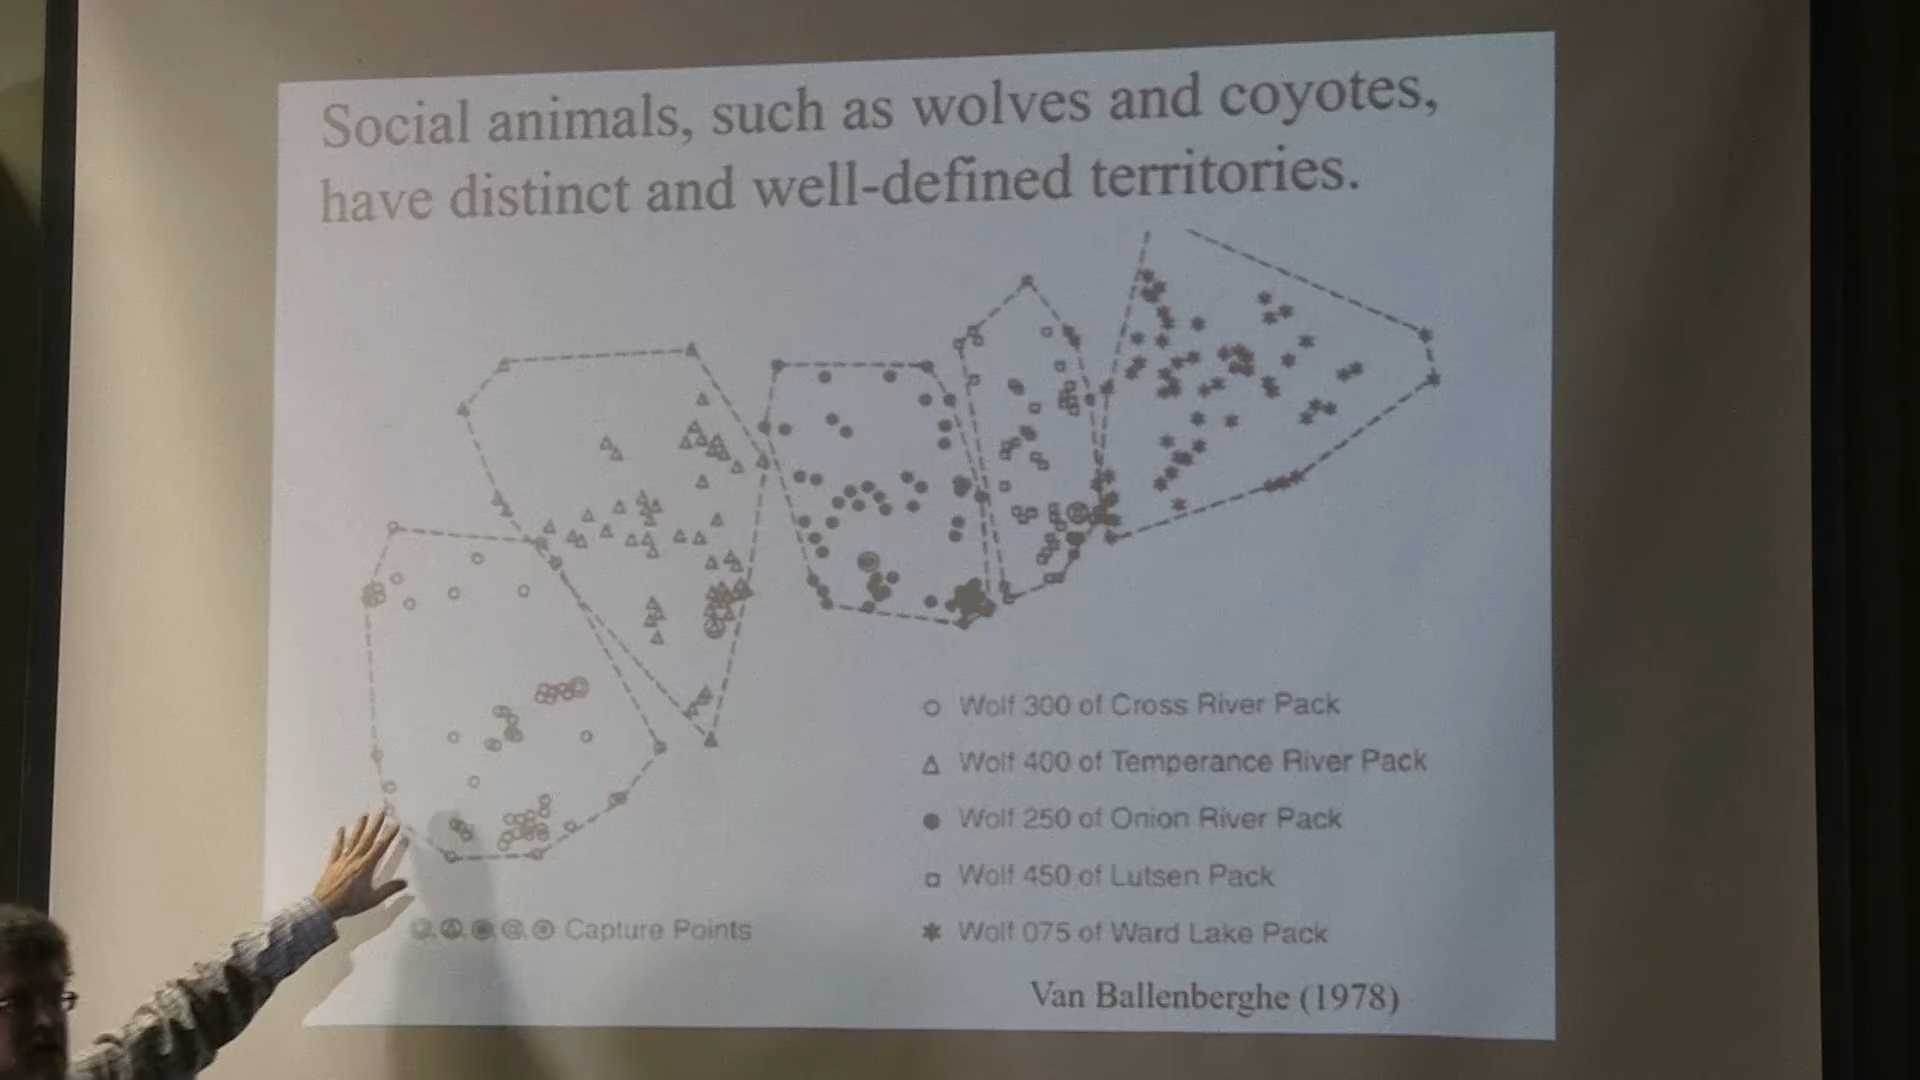 Social animals, such as wolves and coyotes,
have distinct and well-defined territories.
Wolf 300 of Cross River Pack
Wolf 400 of Temperance River Pack
Wolf 250 of Onion River Pack
Wolf 450 of Lutsen Pack
Capture Points
Wolf 075 of Ward Lake Pack
Van Ballenberghe (1978)